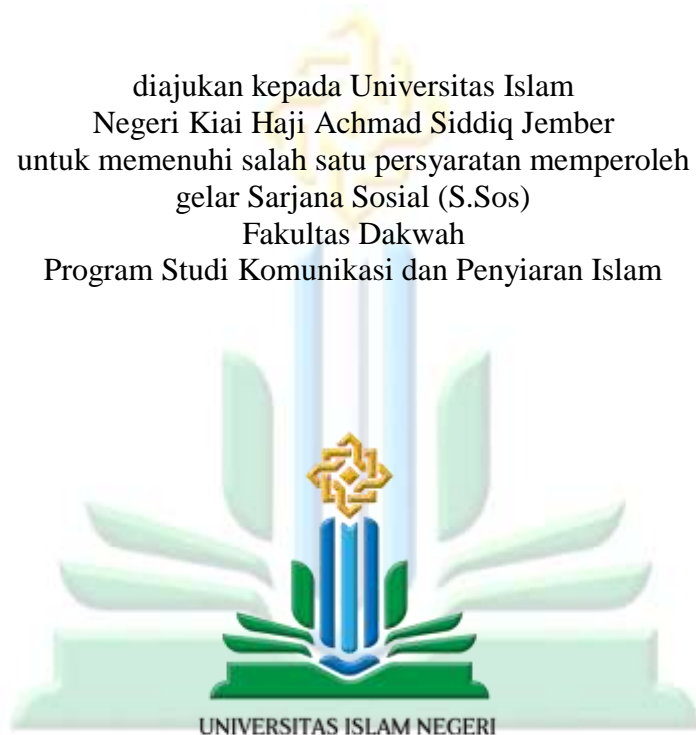 diajukan kepada Universitas Islam
Negeri Kiai Haji Achmad Siddiq Jember
untuk memenuhi salah satu persyaratan memperoleh
gelar Sarjana Sosial (S.Sos)
Fakultas Dakwah
Program Studi Komunikasi dan Penyiaran Islam
UNIVERSITAS ISLAM NEGERI